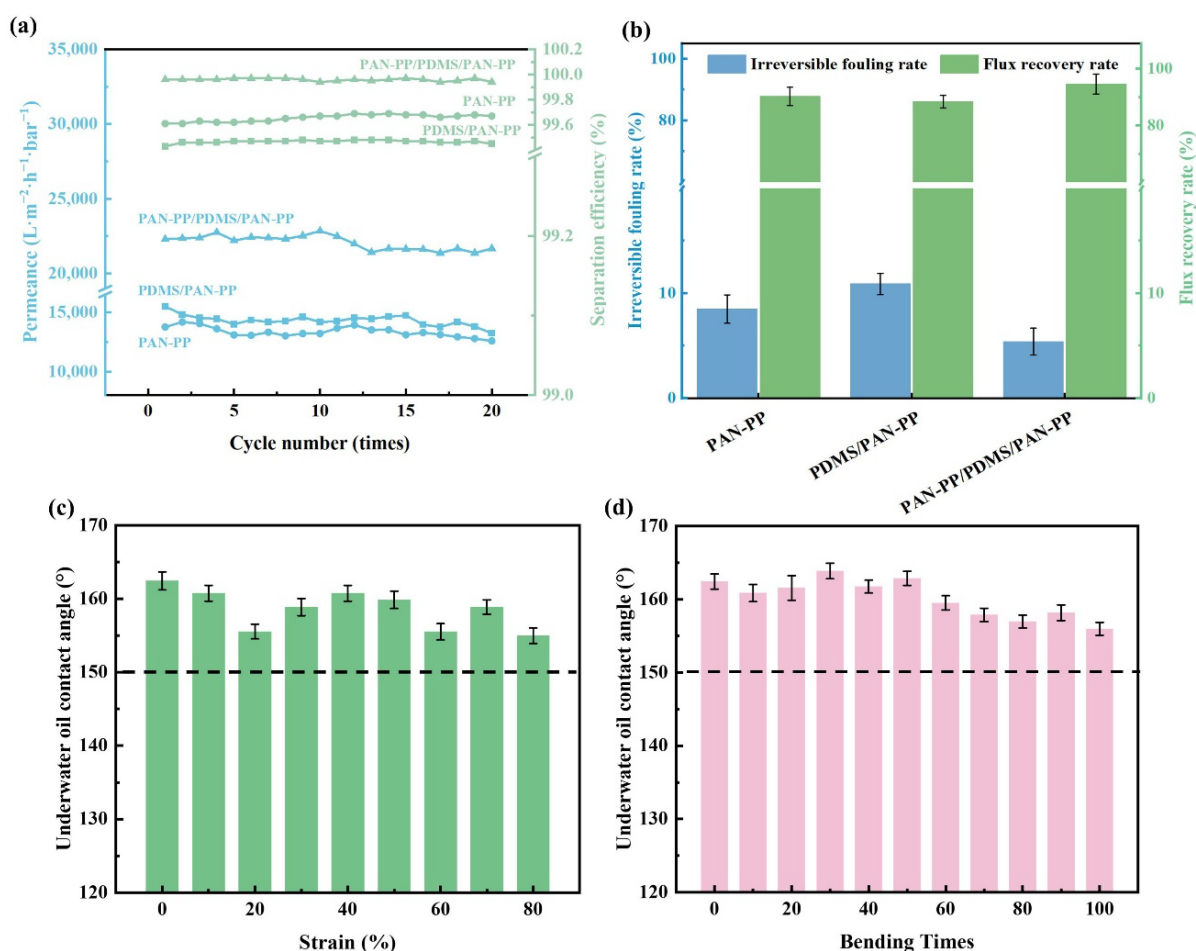 (a)
Permeance (L·m⁻²·h⁻¹·bar⁻¹)
35,000
30,000
25,000
20,000
15,000
10,000
PAN-PP/PDMS/PAN-PP
PAN-PP
PDMS/PAN-PP
PAN-PP/PDMS/PAN-PP
PDMS/PAN-PP
PAN-PP
100.2
100.0
99.8
99.6
99.2
99.0
Separation efficiency (%)
0 5 10 15 20
Cycle number (times)
(b)
Irreversible fouling rate (%)
100
80
10
0
Irreversible fouling rate Flux recovery rate
100
80
10
0
Flux recovery rate (%)
PAN-PP
PDMS/PAN-PP
PAN-PP/PDMS/PAN-PP
(c)
Underwater oil contact angle (°)
170
160
150
140
130
120
0 20 40 60 80
Strain (%)
(d)
Underwater oil contact angle (°)
170
160
150
140
130
120
0 20 40 60 80 100
Bending Times